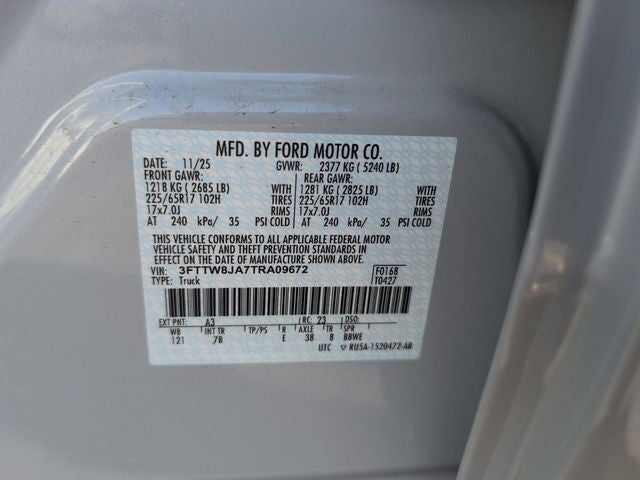 MFD. BY FORD MOTOR CO.
DATE: 11/25 GVWR: 2377 KG ( 5240 LB)
FRONT GAWR: REAR GAWR:
1218 KG ( 2685 LB) WITH 1281 KG ( 2825 LB) WITH
225/65R17 102H TIRES 225/65R17 102H TIRES
17x7.0J RIMS 17x7.0J RIMS
AT 240 kPa/ 35 PSI COLD AT 240 kPa/ 35 PSI COLD
THIS VEHICLE CONFORMS TO ALL APPLICABLE FEDERAL MOTOR
VEHICLE SAFETY AND THEFT PREVENTION STANDARDS IN
EFFECT ON THE DATE OF MANUFACTURE SHOWN ABOVE.
VIN: 3FTTW8JA7TRA09672 F0168
TYPE: Truck T0427
EXT PNT: A3 RC: 23 DSO:
WB INT TR TP/PS R AXLE TR SPR
121 7B 38 8 BBWE
UTC ▽ RU5A-1520472-AB